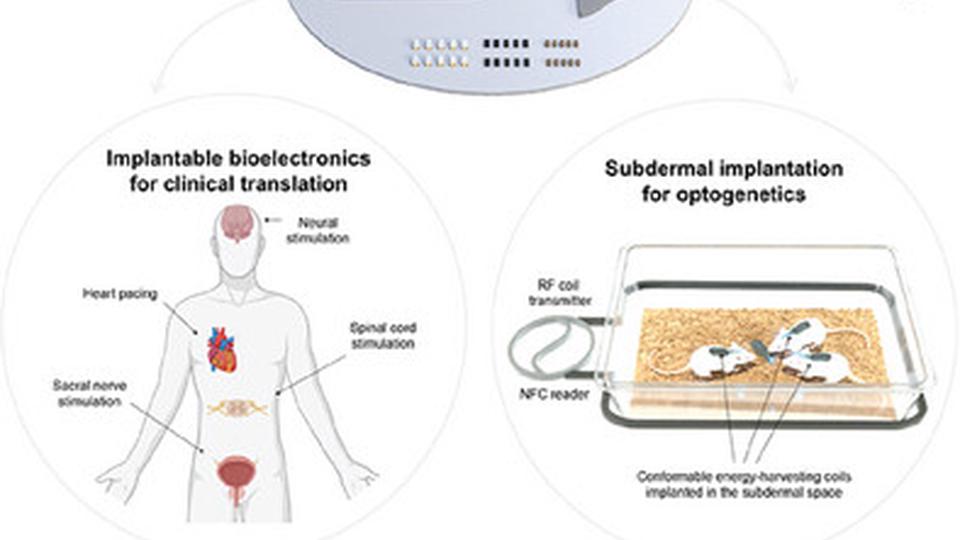 Implantable bioelectronics
for clinical translation
Neural
stimulation
Heart pacing
Spinal cord
stimulation
Sacral nerve
stimulation
Subdermal implantation
for optogenetics
RF coil
transmitter
NFC reader
Conformable energy-harvesting coils
implanted in the subdermal space